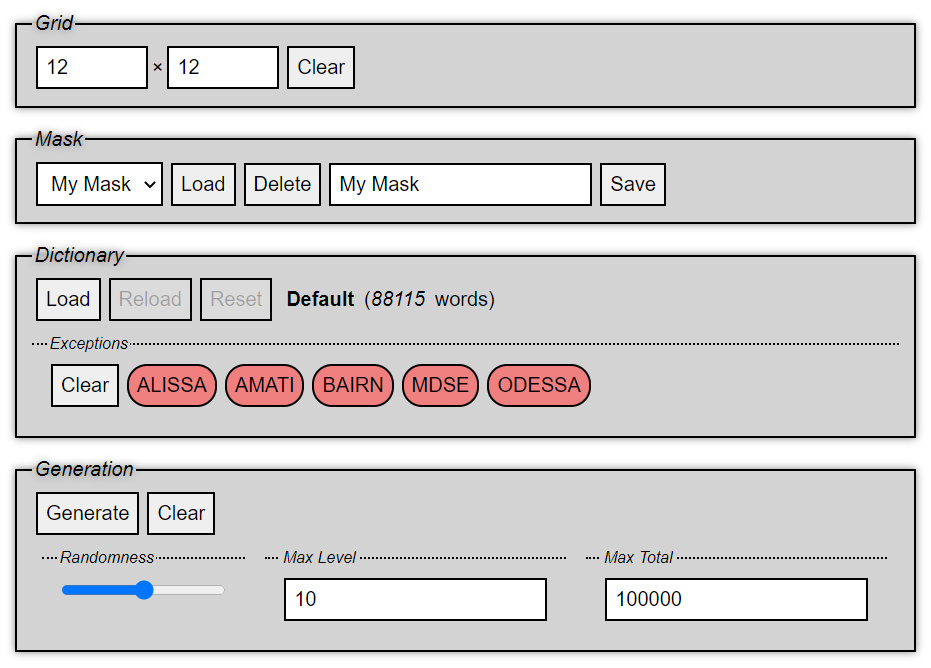 Grid
12 × 12 Clear
Mask
My Mask Load Delete My Mask Save
Dictionary
Load Reload Reset Default (88115 words)
Exceptions
Clear ALISSA AMATI BAIRN MDSE ODESSA
Generation
Generate Clear
Randomness Max Level Max Total
10 100000